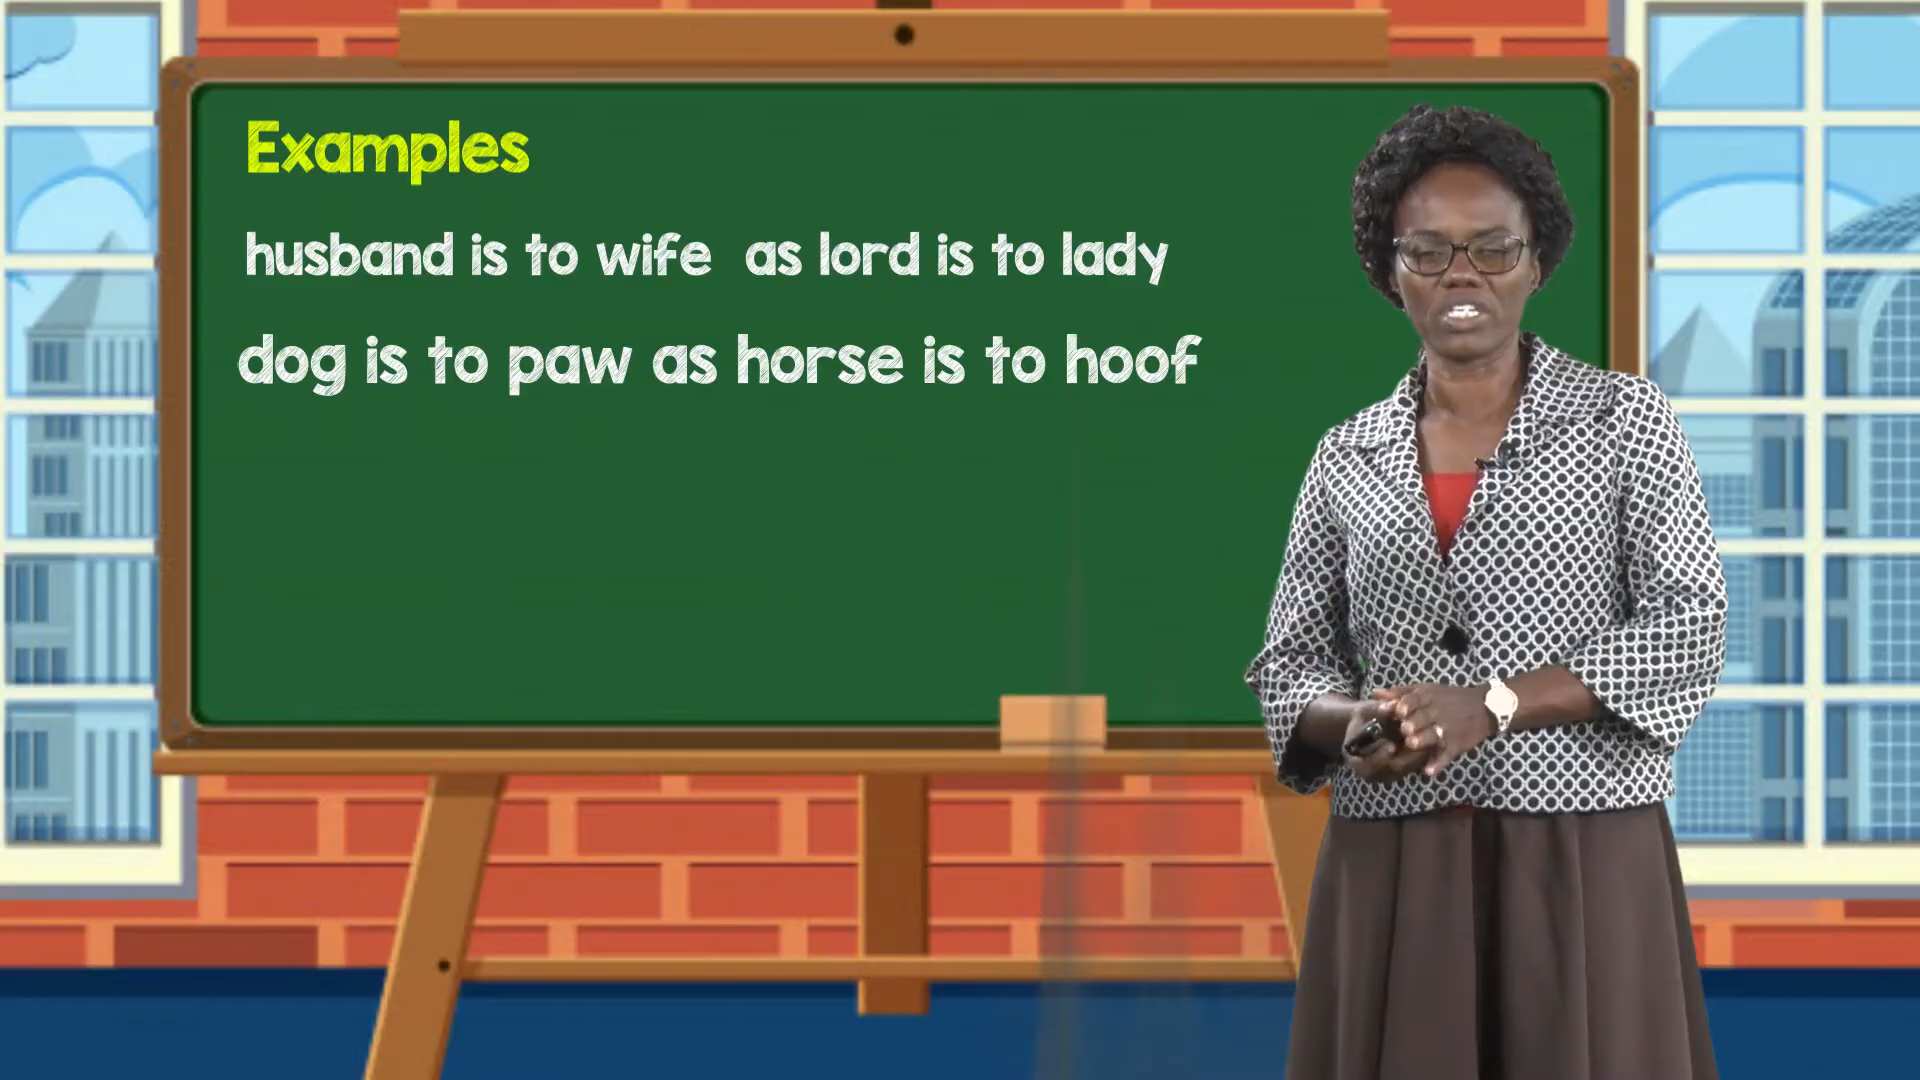 Examples
husband is to wife as lord is to lady
dog is to paw as horse is to hoof